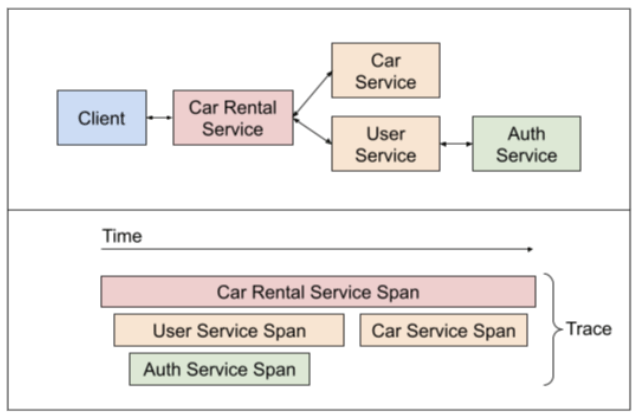 Car
Service
Client
Car Rental
Service
User
Service
Auth
Service
Time
Car Rental Service Span
User Service Span
Car Service Span
Trace
Auth Service Span